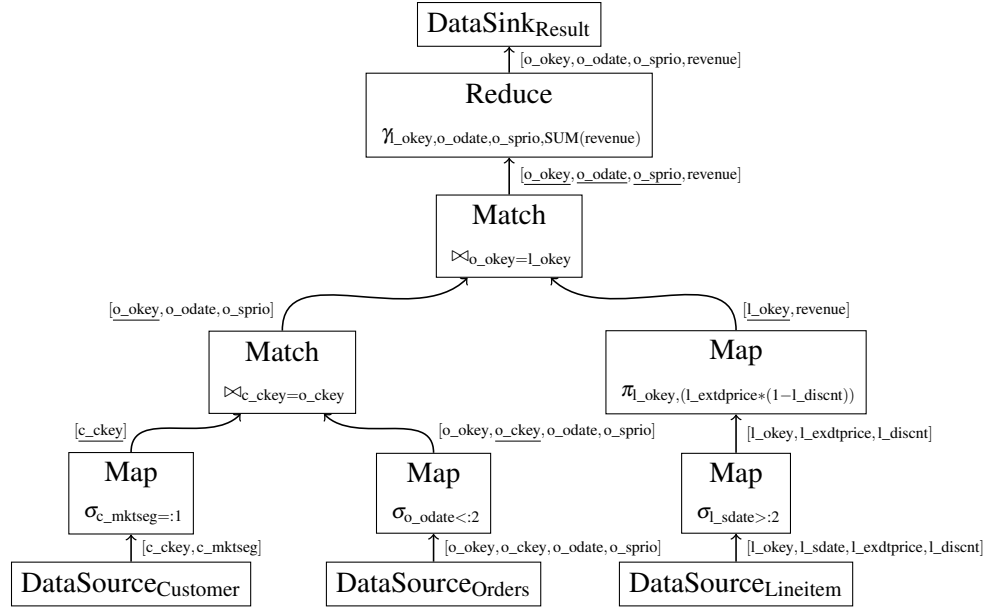 DataSink_Result
[o_okey, o_odate, o_sprio, revenue]
Reduce
γ_l_okey,o_odate,o_sprio,SUM(revenue)
[o_okey, o_odate, o_sprio, revenue]
Match
⋈_o_okey=l_okey
[o_okey, o_odate, o_sprio]
[l_okey, revenue]
Match
⋈_c_ckey=o_ckey
Map
π_l_okey,(l_extdprice*(1−l_discnt))
[c_ckey]
[o_okey, o_ckey, o_odate, o_sprio]
[l_okey, l_exdtprice, l_discnt]
Map
σ_c_mktseg=:1
Map
σ_o_odate<:2
Map
σ_l_sdate>:2
[c_ckey, c_mktseg]
[o_okey, o_ckey, o_odate, o_sprio]
[l_okey, l_sdate, l_exdtprice, l_discnt]
DataSource_Customer
DataSource_Orders
DataSource_Lineitem